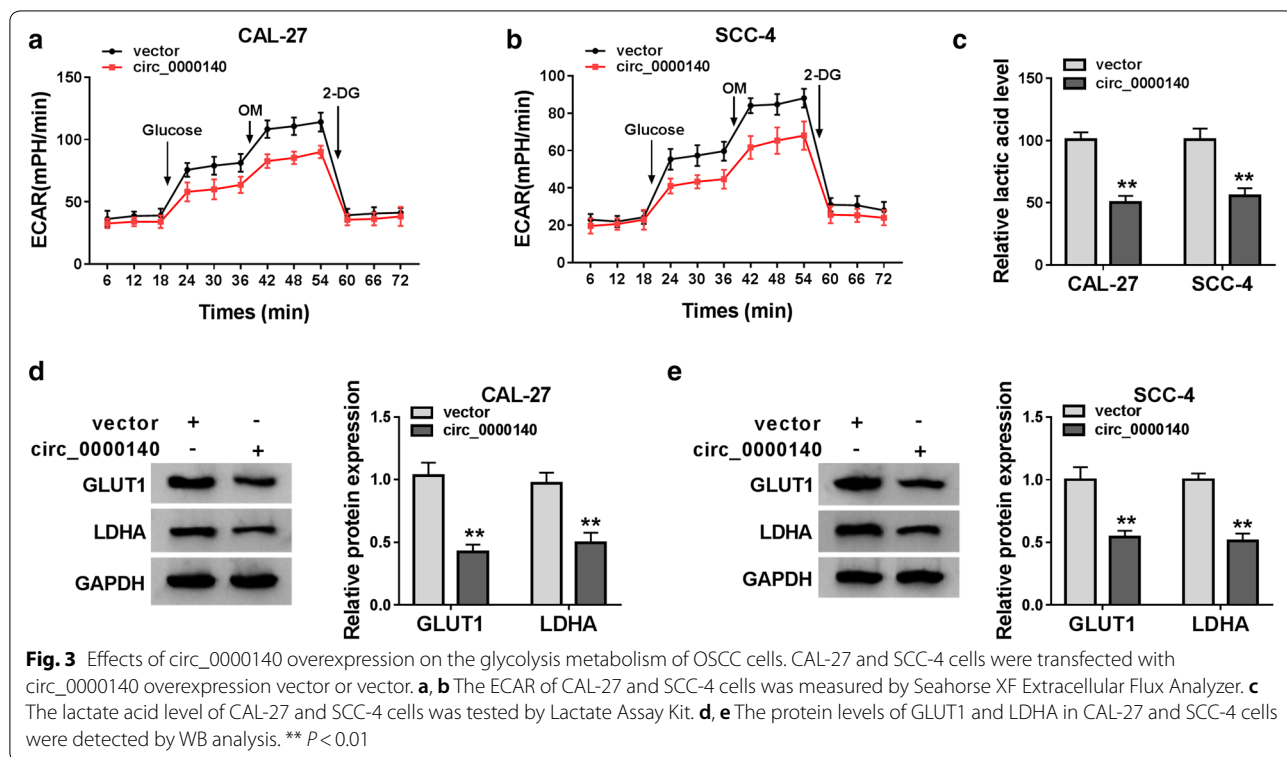 a
CAL-27
vector
circ_0000140
ECAR(mPH/min)
150
100
50
0
Glucose
OM
2-DG
6 12 18 24 30 36 42 48 54 60 66 72
Times (min)
b
SCC-4
vector
circ_0000140
ECAR(mPH/min)
100
80
60
40
20
0
Glucose
OM
2-DG
6 12 18 24 30 36 42 48 54 60 66 72
Times (min)
c
vector
circ_0000140
Relative lactic acid level
150
100
50
0
** **
CAL-27 SCC-4
d
vector + -
circ_0000140 - +
GLUT1
LDHA
GAPDH
CAL-27
vector
circ_0000140
Relative protein expression
1.5
1.0
0.5
0.0
** **
GLUT1 LDHA
e
vector + -
circ_0000140 - +
GLUT1
LDHA
GAPDH
SCC-4
vector
circ_0000140
Relative protein expression
1.5
1.0
0.5
0.0
** **
GLUT1 LDHA
Fig. 3 Effects of circ_0000140 overexpression on the glycolysis metabolism of OSCC cells. CAL-27 and SCC-4 cells were transfected with
circ_0000140 overexpression vector or vector. a, b The ECAR of CAL-27 and SCC-4 cells was measured by Seahorse XF Extracellular Flux Analyzer. c
The lactate acid level of CAL-27 and SCC-4 cells was tested by Lactate Assay Kit. d, e The protein levels of GLUT1 and LDHA in CAL-27 and SCC-4 cells
were detected by WB analysis. ** P < 0.01